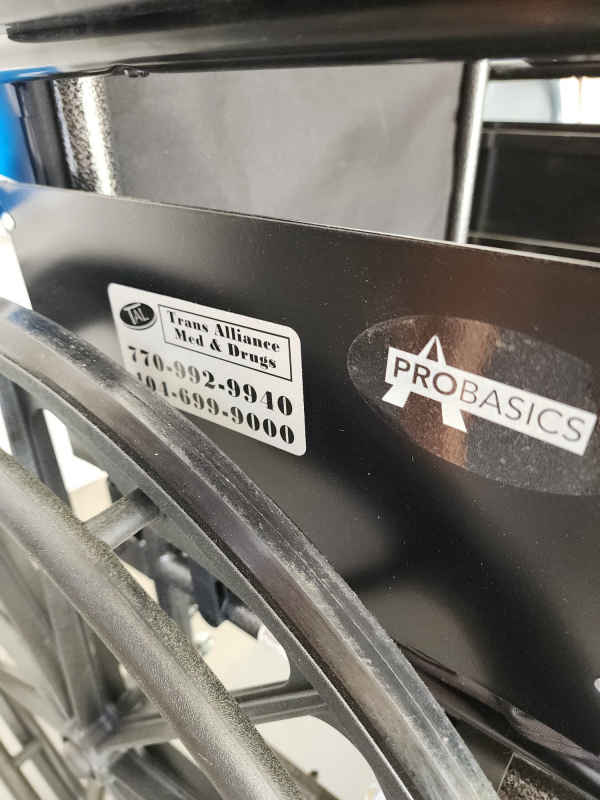 TAL
Trans Alliance
Med & Drugs
770-992-9940
404-699-9000
PROBASICS